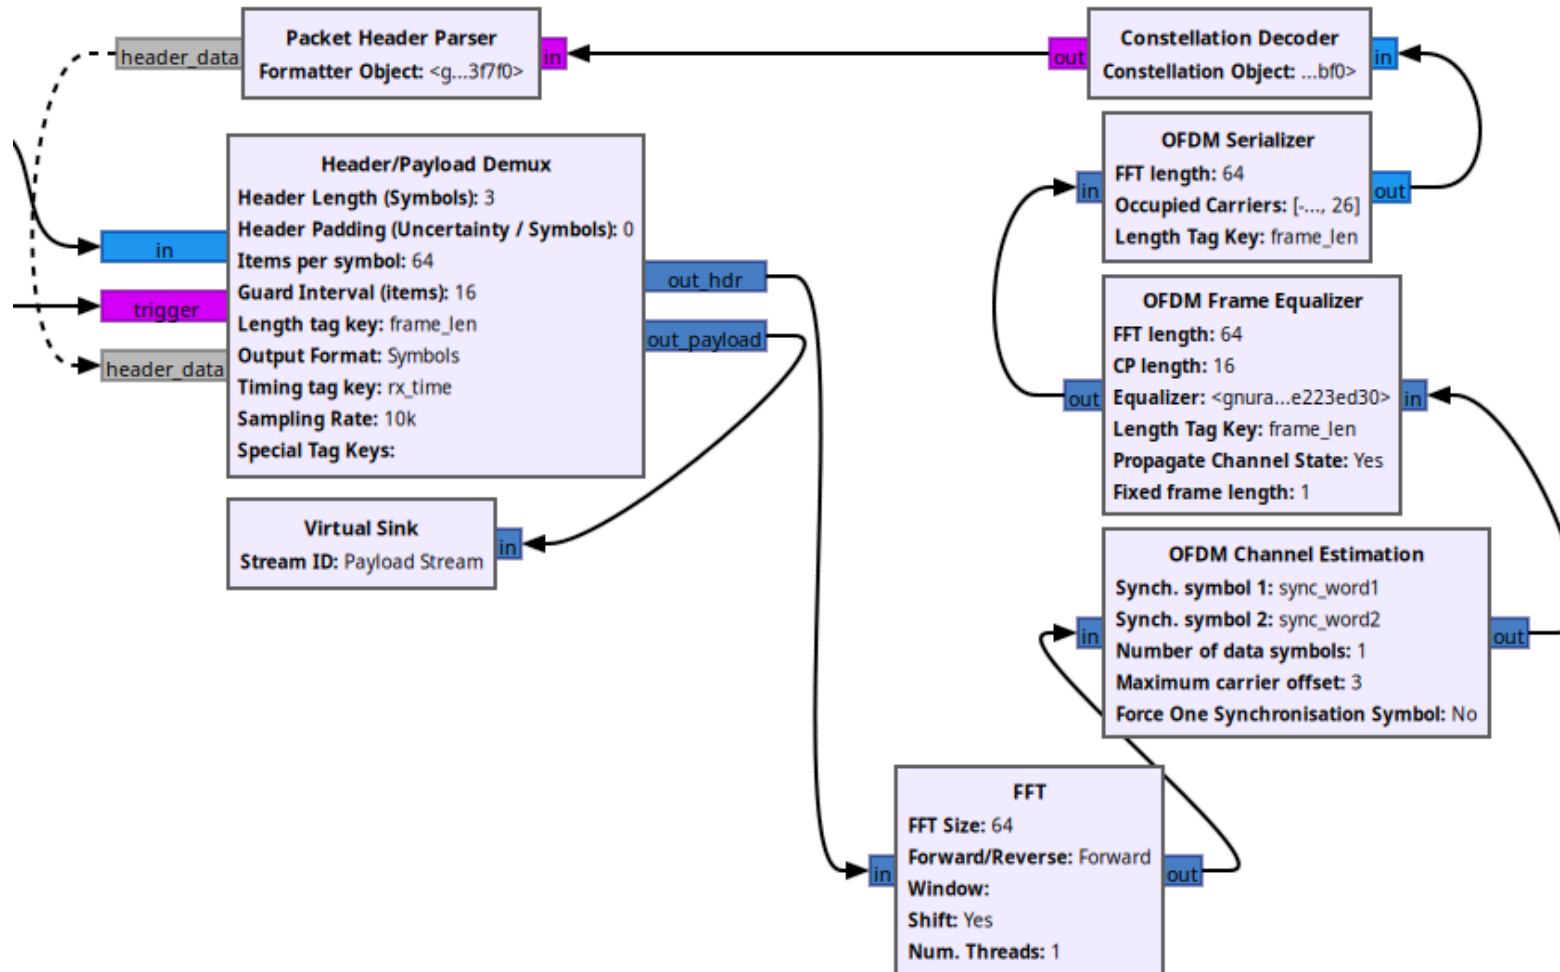 header_data
Packet Header Parser
Formatter Object: <g...3f7f0>
in
out
Constellation Decoder
Constellation Object: ...bf0>
in
Header/Payload Demux
Header Length (Symbols): 3
Header Padding (Uncertainty / Symbols): 0
Items per symbol: 64
Guard Interval (items): 16
Length tag key: frame_len
Output Format: Symbols
Timing tag key: rx_time
Sampling Rate: 10k
Special Tag Keys:
in
trigger
header_data
out_hdr
out_payload
in
OFDM Serializer
FFT length: 64
Occupied Carriers: [-..., 26]
Length Tag Key: frame_len
out
OFDM Frame Equalizer
FFT length: 64
CP length: 16
Equalizer: <gnura...e223ed30>
Length Tag Key: frame_len
Propagate Channel State: Yes
Fixed frame length: 1
out
in
Virtual Sink
Stream ID: Payload Stream
in
OFDM Channel Estimation
Synch. symbol 1: sync_word1
Synch. symbol 2: sync_word2
Number of data symbols: 1
Maximum carrier offset: 3
Force One Synchronisation Symbol: No
in
out
FFT
FFT Size: 64
Forward/Reverse: Forward
Window:
Shift: Yes
Num. Threads: 1
in
out